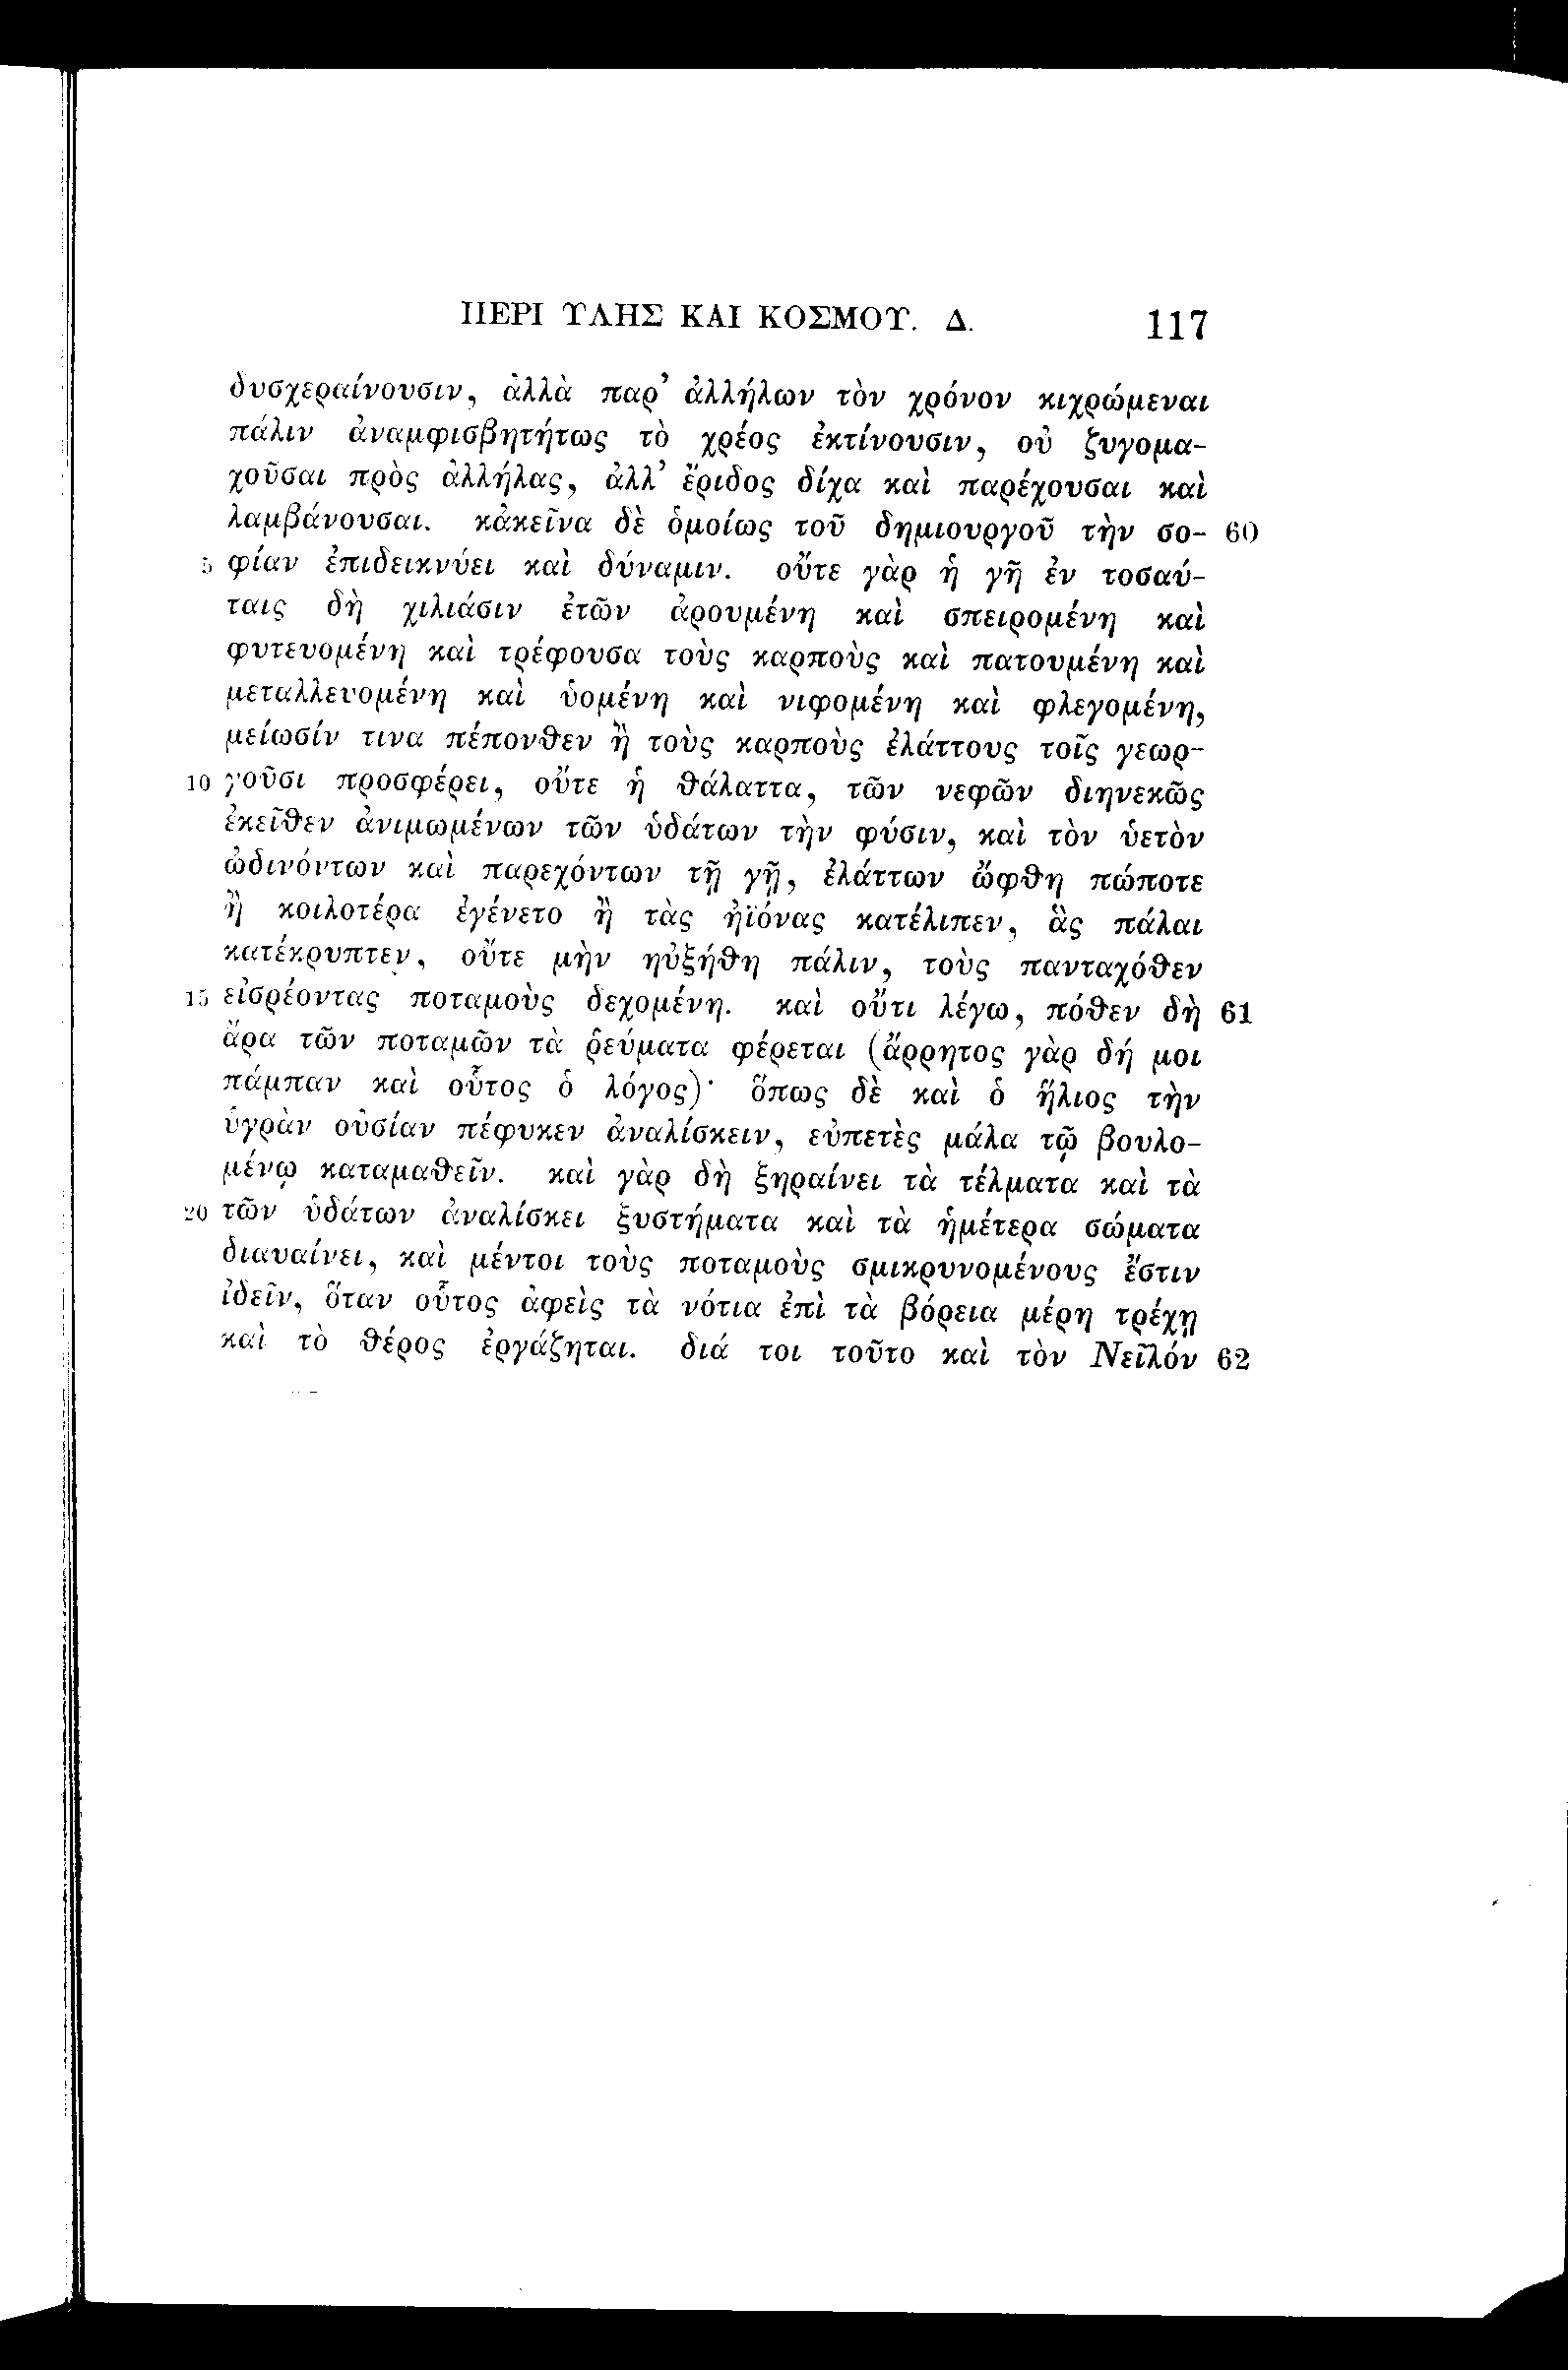 ΠΕΡΙ ΥΛΗΣ ΚΑΙ ΚΟΣΜΟΥ. Δ. 117
δυσχεραίνουσιν, ἀλλὰ παρ’ ἀλλήλων τὸν χρόνον κιχρώμεναι
πάλιν ἀναμφισβητήτως τὸ χρέος ἐκτίνουσιν, οὐ ζυγομα-
χοῦσαι πρὸς ἀλλήλας, ἀλλ’ ἔριδος δίχα καὶ παρέχουσαι καὶ
λαμβάνουσαι. κἀκεῖνα δὲ ὁμοίως τοῦ δημιουργοῦ τὴν σο- 60
5 φίαν ἐπιδεικνύει καὶ δύναμιν. οὔτε γὰρ ἡ γῆ ἐν τοσαύ-
ταις δὴ χιλιάσιν ἐτῶν ἀρουμένη καὶ σπειρομένη καὶ
φυτευομένη καὶ τρέφουσα τοὺς καρποὺς καὶ πατουμένη καὶ
μεταλλευομένη καὶ ὑομένη καὶ νιφομένη καὶ φλεγομένη,
μείωσίν τινα πέπονθεν ἢ τοὺς καρποὺς ἐλάττους τοῖς γεωρ-
10 γοῦσι προσφέρει, οὔτε ἡ θάλαττα, τῶν νεφῶν διηνεκῶς
ἐκεῖθεν ἀνιμωμένων τῶν ὑδάτων τὴν φύσιν, καὶ τὸν ὑετὸν
ὠδινόντων καὶ παρεχόντων τῇ γῇ, ἐλάττων ὤφθη πώποτε
ἢ κοιλοτέρα ἐγένετο ἢ τὰς ἠϊόνας κατέλιπεν, ἃς πάλαι
κατέκρυπτεν, οὔτε μὴν ηὐξήθη πάλιν, τοὺς πανταχόθεν
15 εἰσρέοντας ποταμοὺς δεχομένη. καὶ οὔτι λέγω, πόθεν δὴ 61
ἄρα τῶν ποταμῶν τὰ ῥεύματα φέρεται (ἄρρητος γὰρ δή μοι
πάμπαν καὶ οὗτος ὁ λόγος)· ὅπως δὲ καὶ ὁ ἥλιος τὴν
ὑγρὰν οὐσίαν πέφυκεν ἀναλίσκειν, εὐπετὲς μάλα τῷ βουλο-
μένῳ καταμαθεῖν. καὶ γὰρ δὴ ξηραίνει τὰ τέλματα καὶ τὰ
20 τῶν ὑδάτων ἀναλίσκει ξυστήματα καὶ τὰ ἡμέτερα σώματα
διαυαίνει, καὶ μέντοι τοὺς ποταμοὺς σμικρυνομένους ἔστιν
ἰδεῖν, ὅταν οὗτος ἀφεὶς τὰ νότια ἐπὶ τὰ βόρεια μέρη τρέχῃ
καὶ τὸ θέρος ἐργάζηται. διά τοι τοῦτο καὶ τὸν Νεῖλόν 62